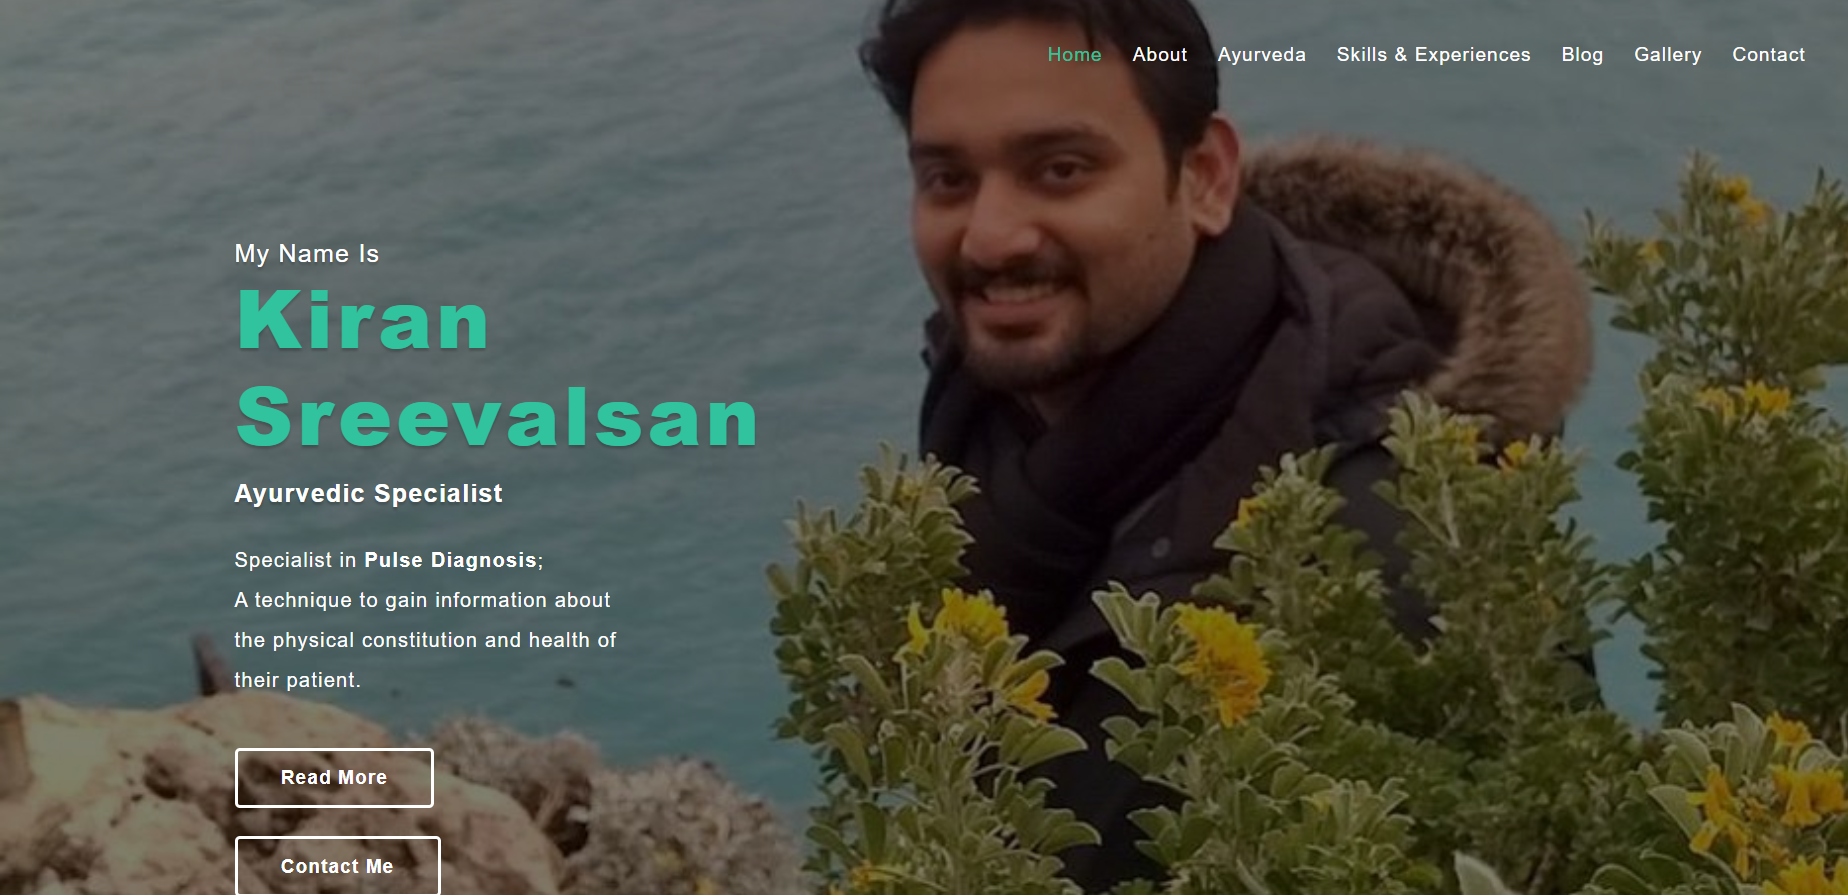 Home About Ayurveda Skills & Experiences Blog Gallery Contact
My Name Is
Kiran
Sreevalsan
Ayurvedic Specialist
Specialist in Pulse Diagnosis;
A technique to gain information about
the physical constitution and health of
their patient.
Read More
Contact Me